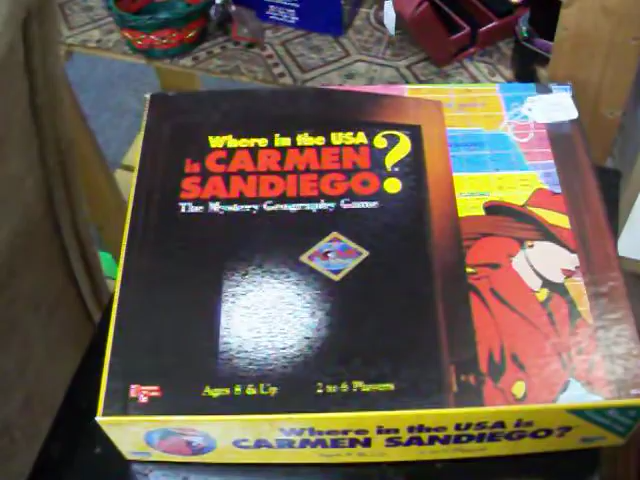 Where in the USA
is CARMEN
SANDIEGO?
The Mystery Geography Game
Ages 8 & Up
2 to 6 Players
Where in the USA is
CARMEN SANDIEGO?